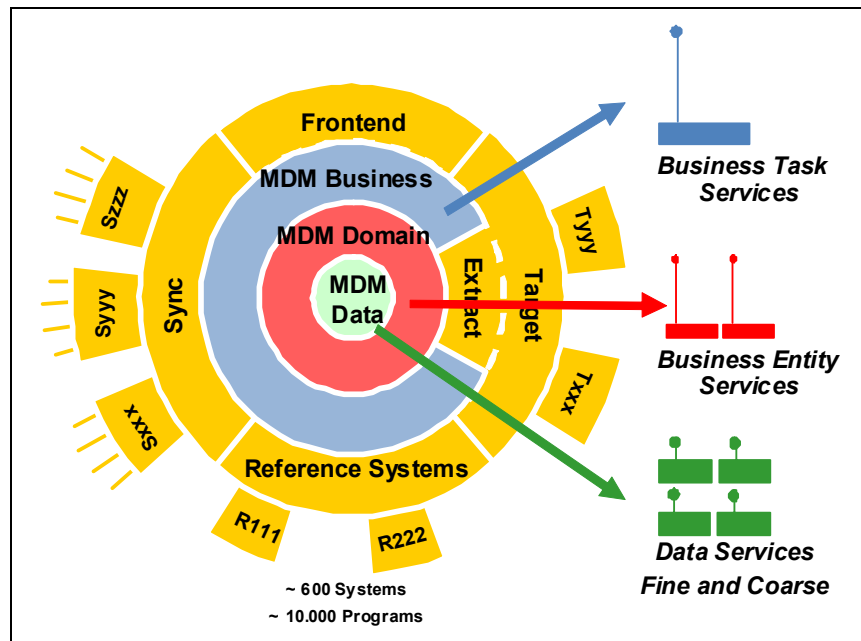 Frontend
MDM Business
MDM Domain
MDM
Data
Extract
Target
Sync
Reference Systems
Szzz
Syyy
Sxxx
Tyyy
Txxx
R111
R222
~ 600 Systems
~ 10.000 Programs
Business Task
Services
Business Entity
Services
Data Services
Fine and Coarse